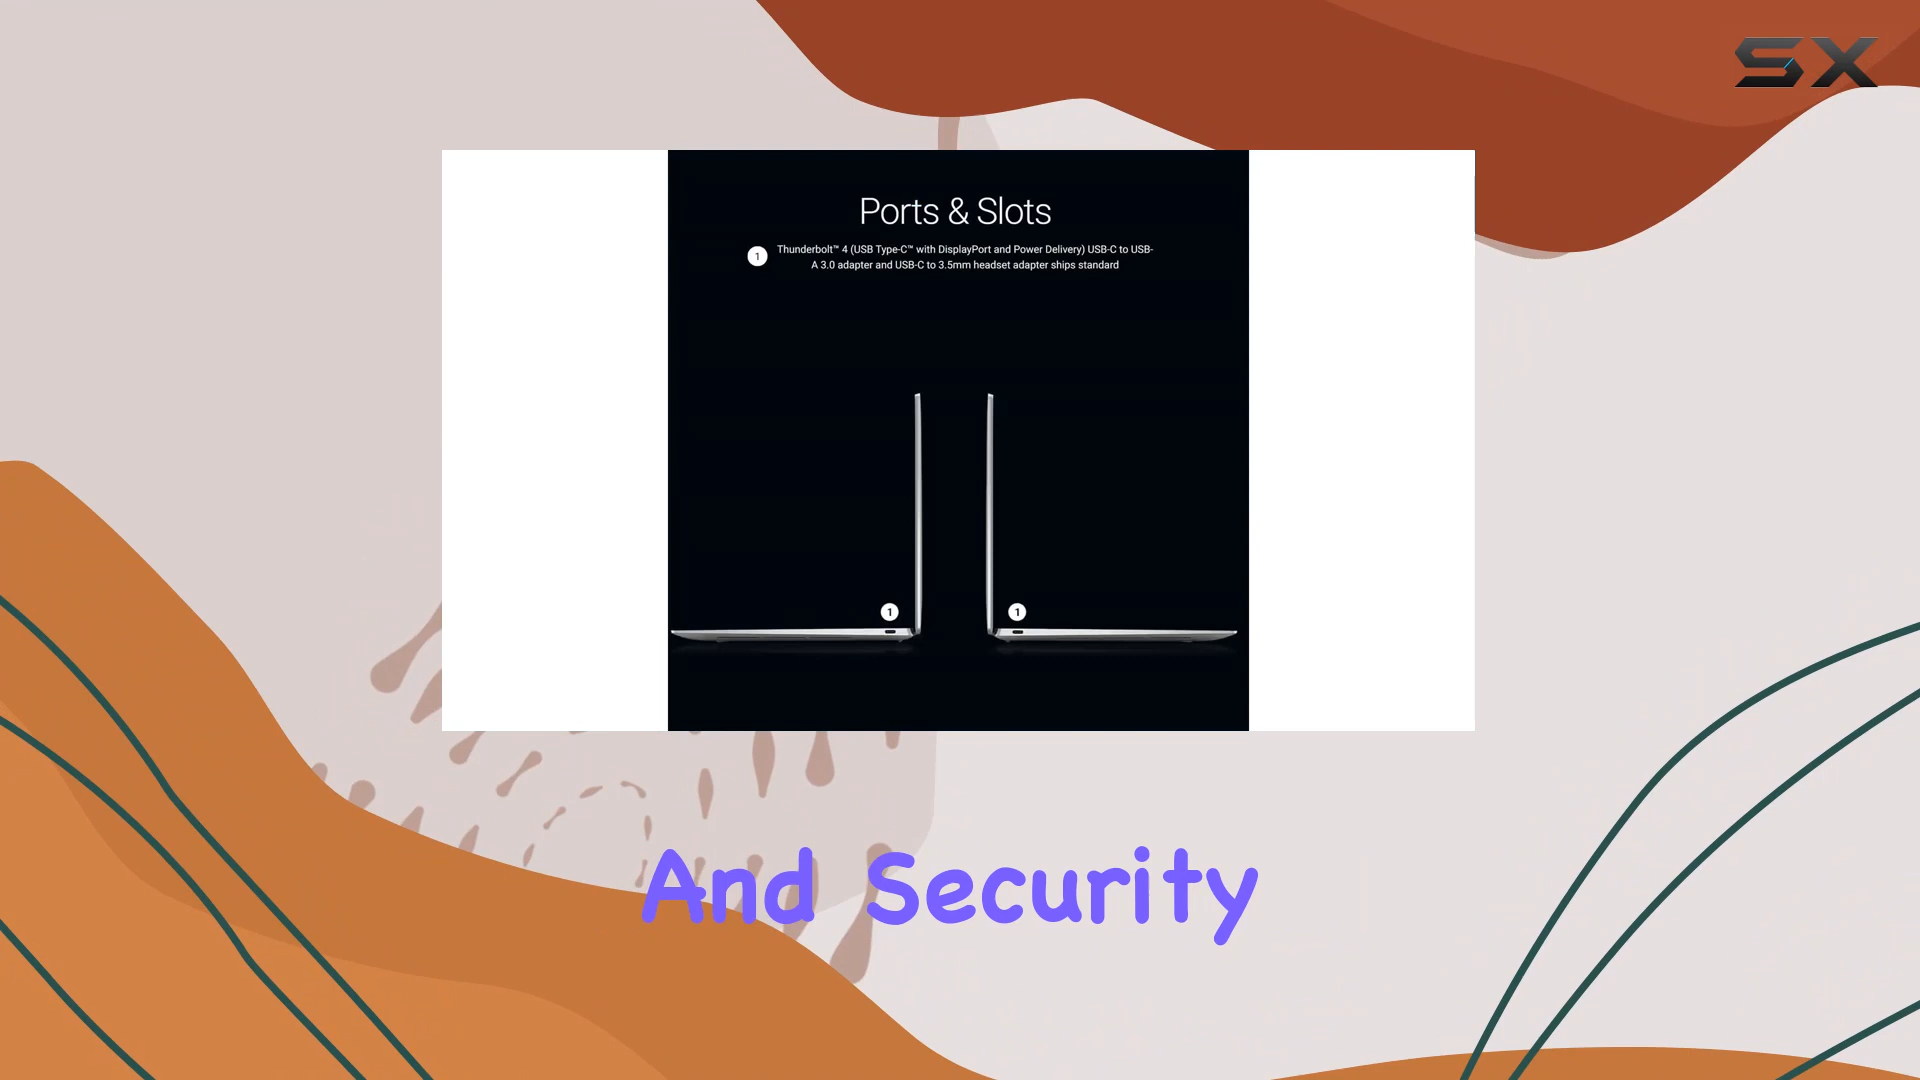 SX
Ports & Slots
1 Thunderbolt™ 4 (USB Type-C™ with DisplayPort and Power Delivery) USB-C to USB-
A 3.0 adapter and USB-C to 3.5mm headset adapter ships standard
1 1
And Security